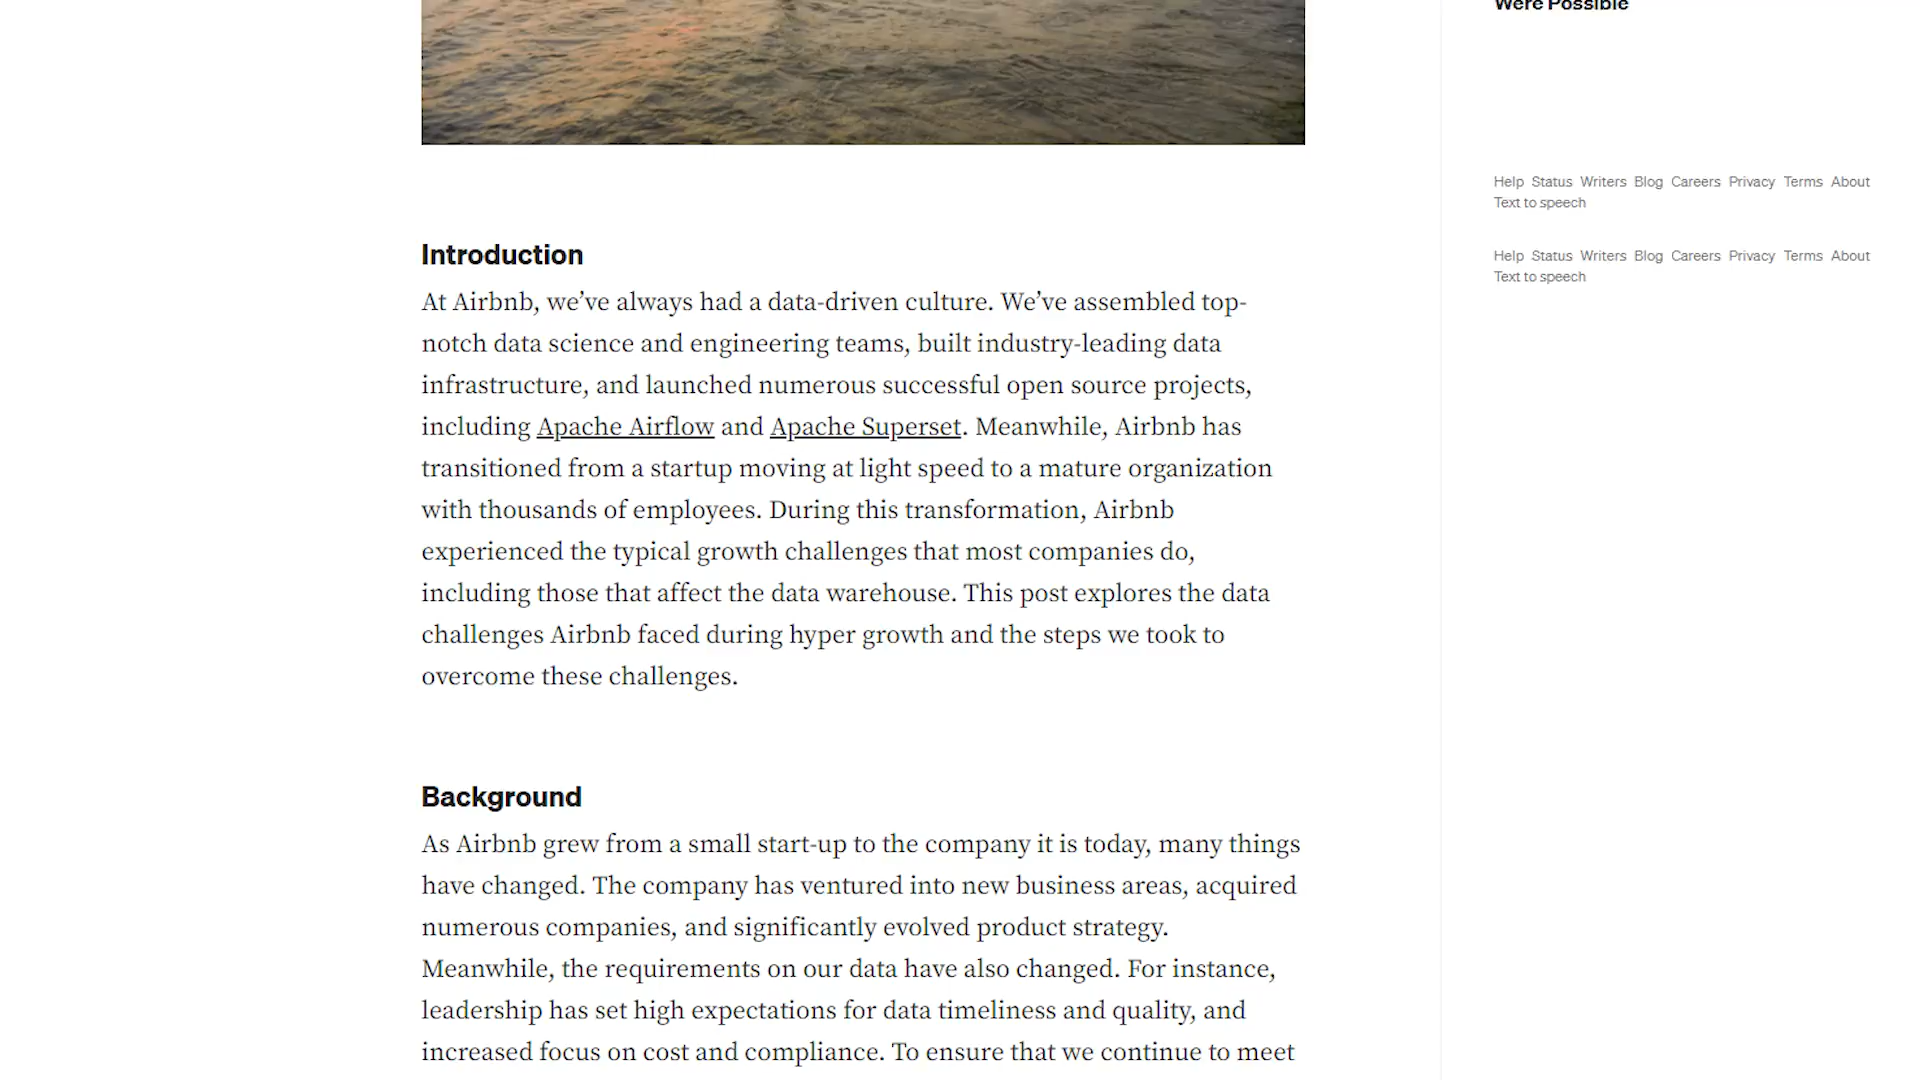 Were Possible
Help Status Writers Blog Careers Privacy Terms About
Text to speech
Help Status Writers Blog Careers Privacy Terms About
Text to speech
Introduction
At Airbnb, we’ve always had a data-driven culture. We’ve assembled top-
notch data science and engineering teams, built industry-leading data
infrastructure, and launched numerous successful open source projects,
including Apache Airflow and Apache Superset. Meanwhile, Airbnb has
transitioned from a startup moving at light speed to a mature organization
with thousands of employees. During this transformation, Airbnb
experienced the typical growth challenges that most companies do,
including those that affect the data warehouse. This post explores the data
challenges Airbnb faced during hyper growth and the steps we took to
overcome these challenges.
Background
As Airbnb grew from a small start-up to the company it is today, many things
have changed. The company has ventured into new business areas, acquired
numerous companies, and significantly evolved product strategy.
Meanwhile, the requirements on our data have also changed. For instance,
leadership has set high expectations for data timeliness and quality, and
increased focus on cost and compliance. To ensure that we continue to meet